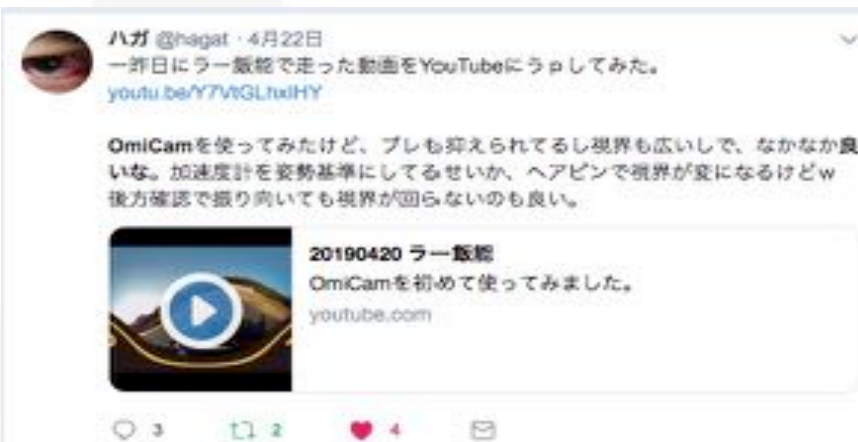 ハガ @hagat · 4月22日
一昨日にラー飯能で走った動画をYouTubeにうpしてみた。
youtu.be/Y7VtGLhxIHY
OmiCamを使ってみたけど、ブレも抑えられてるし視界も広いしで、なかなか良
いな。加速度計を姿勢基準にしてるせいか、ヘアピンで視界が変になるけどw
後方確認で振り向いても視界が回らないのも良い。
20190420 ラー飯能
OmiCamを初めて使ってみました。
youtube.com
3 2 4